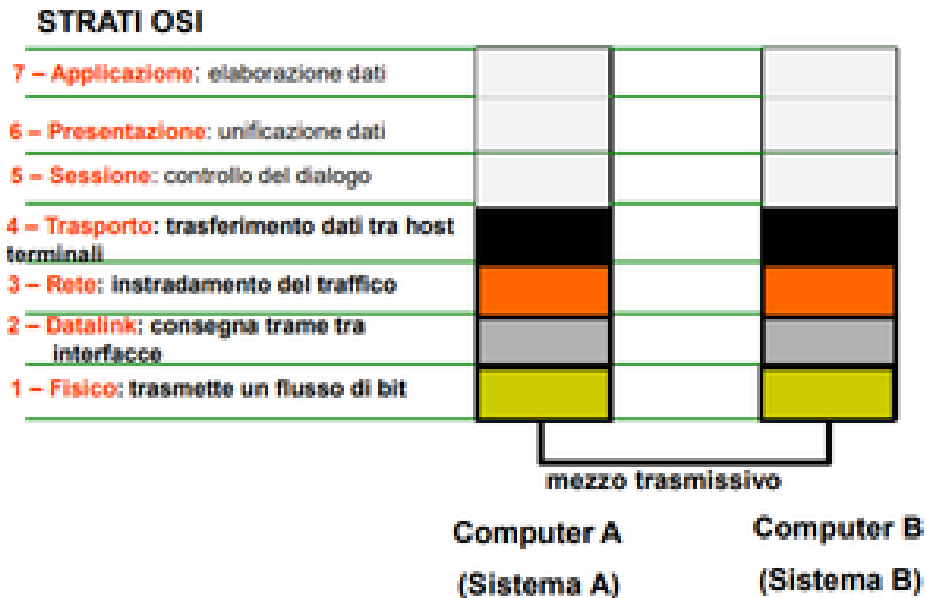 STRATI OSI
7 – Applicazione: elaborazione dati
6 – Presentazione: unificazione dati
5 – Sessione: controllo del dialogo
4 – Trasporto: trasferimento dati tra host
terminali
3 – Rete: instradamento del traffico
2 – Datalink: consegna trame tra
interfacce
1 – Fisico: trasmette un flusso di bit
mezzo trasmissivo
Computer A
(Sistema A)
Computer B
(Sistema B)